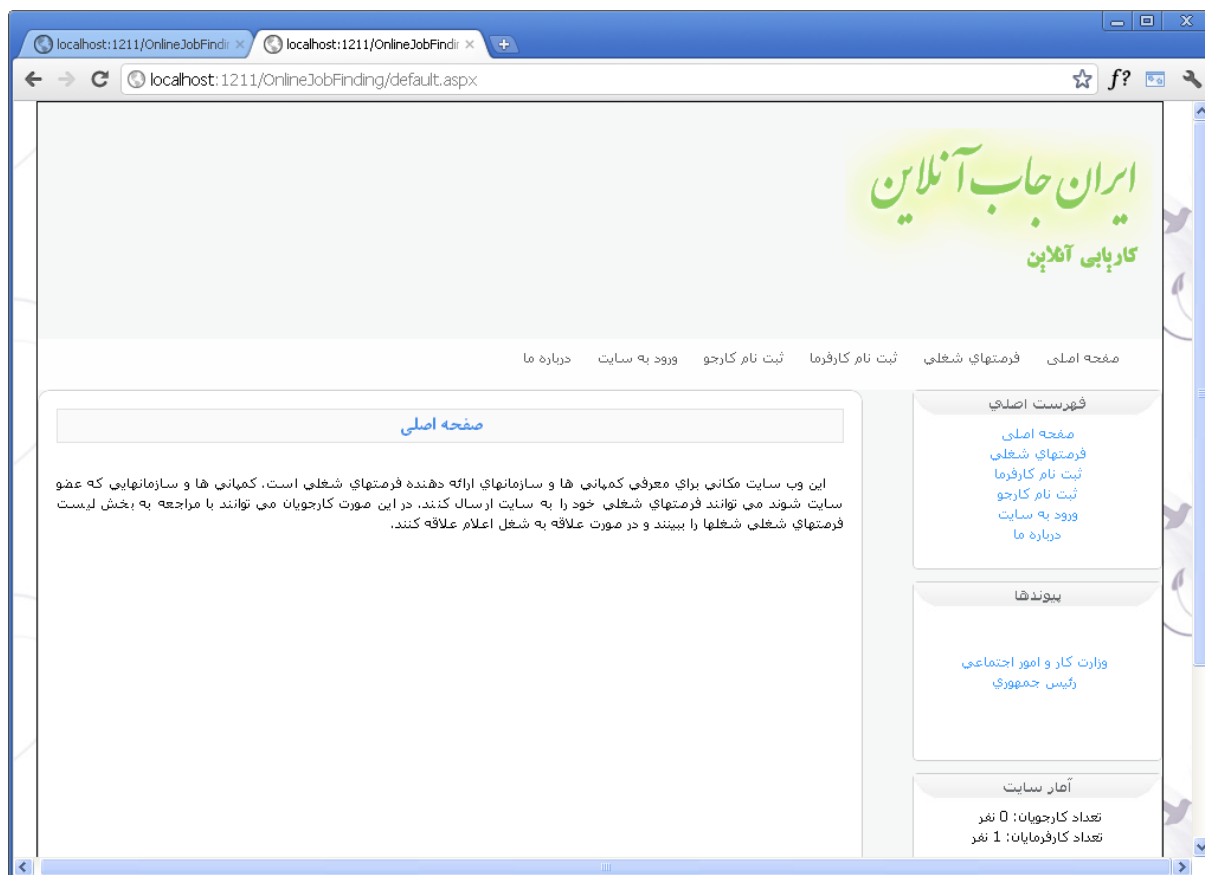 localhost:1211/OnlineJobFindir
localhost:1211/OnlineJobFindir
localhost:1211/OnlineJobFinding/default.aspx
f?
ایران جاب آنلاین
کاریابی آنلاین
صفحه اصلی
فرصتهاي شغلي
ثبت نام کارفرما
ثبت نام کارجو
ورود به سایت
درباره ما
فهرست اصلي
صفحه اصلی
فرصتهاي شغلي
ثبت نام کارفرما
ثبت نام کارجو
ورود به سایت
درباره ما
صفحه اصلی
این وب سایت مکاني براي معرفي کمپاني ها و سازمانهاي ارائه دهنده فرصتهاي شغلي است. کمپاني ها و سازمانهايي که عضو
سایت شوند مي توانند فرصتهاي شغلي خود را به سایت ارسال کنند. در این صورت کارجویان مي توانند با مراجعه به بخش لیست
فرصتهاي شغلي شغلها را ببینند و در صورت علاقه به شغل اعلام علاقه کنند.
پیوندها
وزارت کار و امور اجتماعي
رئیس جمهوري
آمار سایت
تعداد کارجویان: 0 نفر
تعداد کارفرمایان: 1 نفر